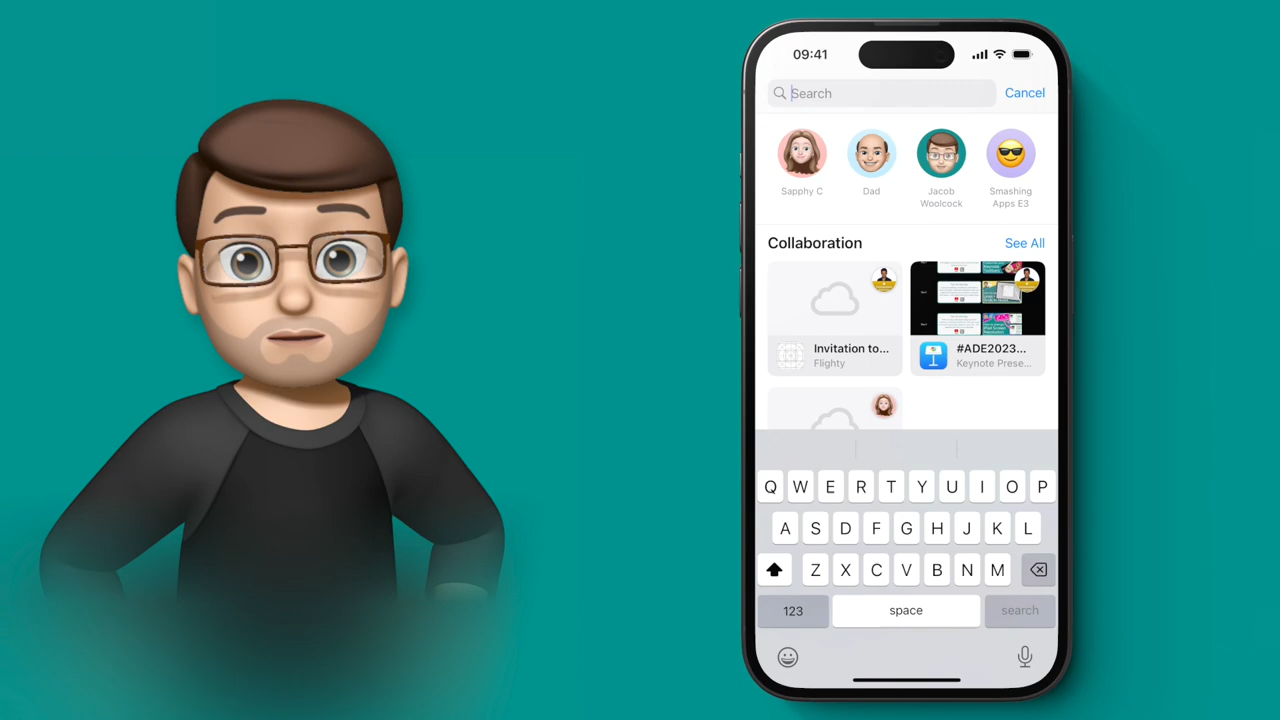 09:41
Search
Cancel
Sapphy C
Dad
Jacob
Woolcock
Smashing
Apps E3
Collaboration
See All
Invitation to...
Flighty
#ADE2023...
Keynote Prese...
Q W E R T Y U I O P
A S D F G H J K L
Z X C V B N M
123
space
search